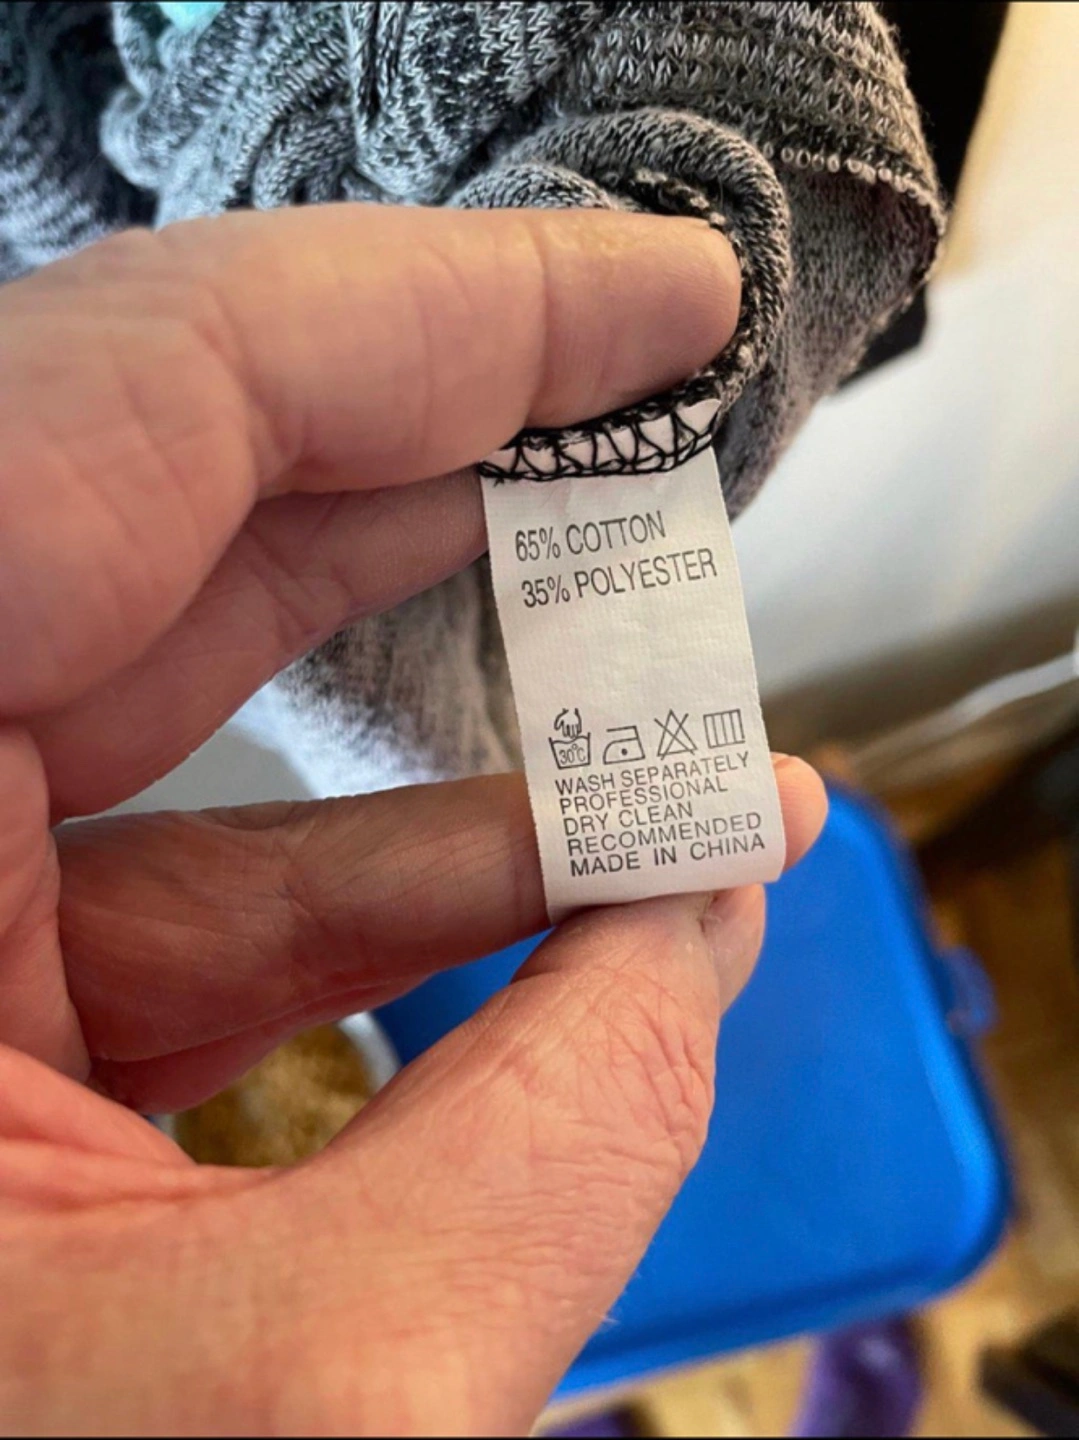 65% COTTON
35% POLYESTER
30°C
WASH SEPARATELY
PROFESSIONAL
DRY CLEAN
RECOMMENDED
MADE IN CHINA